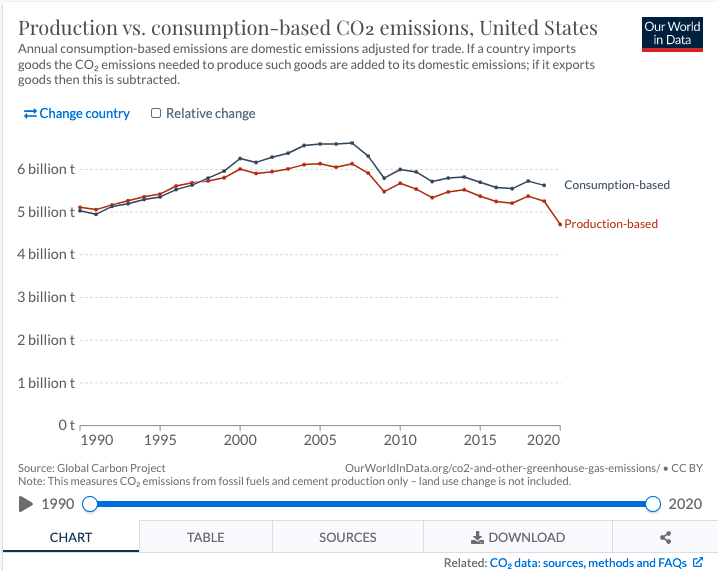 Production vs. consumption-based CO₂ emissions, United States
Our World
in Data
Annual consumption-based emissions are domestic emissions adjusted for trade. If a country imports
goods the CO₂ emissions needed to produce such goods are added to its domestic emissions; if it exports
goods then this is subtracted.
⇄ Change country
Relative change
6 billion t
5 billion t
4 billion t
3 billion t
2 billion t
1 billion t
0 t
Consumption-based
Production-based
1990 1995 2000 2005 2010 2015 2020
Source: Global Carbon Project
OurWorldInData.org/co2-and-other-greenhouse-gas-emissions/ • CC BY
Note: This measures CO₂ emissions from fossil fuels and cement production only – land use change is not included.
1990 2020
CHART TABLE SOURCES DOWNLOAD
Related: CO₂ data: sources, methods and FAQs